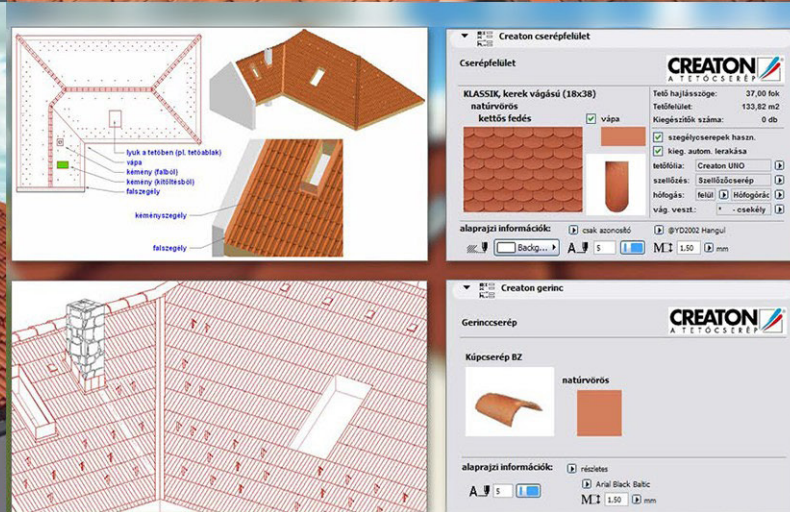 lyuk a tetőben (pl. tetőablak)
vápa
kémény (falból)
kémény (kitöltésből)
falszegély
kéményszegély
falszegély
Creaton cserépfelület
Cserépfelület
CREATON
A TETŐCSERÉP
KLASSIK, kerek vágású (18x38)
natúrvörös
kettős fedés
vápa
Tető hajlásszöge: 37,00 fok
Tetőfelület: 133,82 m2
Kiegészítők száma: 0 db
szegélycserepek haszn.
kieg. autom. lerakása
tetőfólia: Creaton UNO
szellőzés: Szellőzőcserép
hófogás: felül Hófogórác
vág. veszt.: * - csekély
alaprajzi információk: csak azonosító @YD2002 Hangul
Backg... A 5 M 1.50 mm
Creaton gerinc
Gerinccserép
CREATON
A TETŐCSERÉP
Kúpcserép BZ
natúrvörös
alaprajzi információk: részletes
Arial Black Baltic
A 5 M 1.50 mm